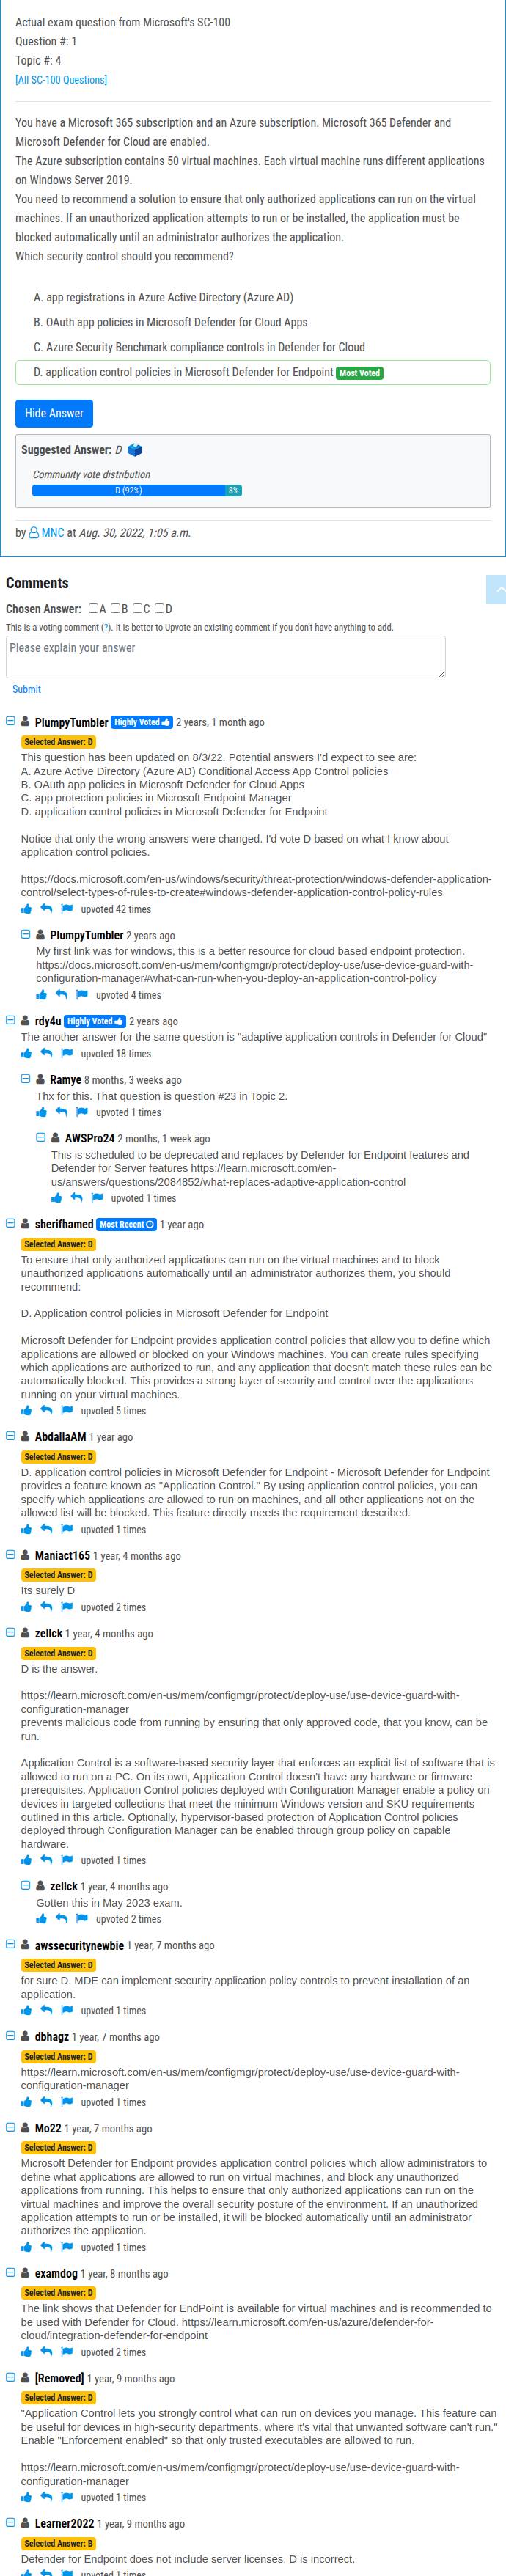 Actual exam question from Microsoft's SC-100
Question #: 1
Topic #: 4
[All SC-100 Questions]
You have a Microsoft 365 subscription and an Azure subscription. Microsoft 365 Defender and
Microsoft Defender for Cloud are enabled.
The Azure subscription contains 50 virtual machines. Each virtual machine runs different applications
on Windows Server 2019.
You need to recommend a solution to ensure that only authorized applications can run on the virtual
machines. If an unauthorized application attempts to run or be installed, the application must be
blocked automatically until an administrator authorizes the application.
Which security control should you recommend?
A. app registrations in Azure Active Directory (Azure AD)
B. OAuth app policies in Microsoft Defender for Cloud Apps
C. Azure Security Benchmark compliance controls in Defender for Cloud
D. application control policies in Microsoft Defender for Endpoint Most Voted
Hide Answer
Suggested Answer: D
Community vote distribution
D (92%) 8%
by MNC at Aug. 30, 2022, 1:05 a.m.
Comments
Chosen Answer: A B C D
This is a voting comment (?). It is better to Upvote an existing comment if you don't have anything to add.
Please explain your answer
Submit
PlumpyTumbler Highly Voted 2 years, 1 month ago
Selected Answer: D
This question has been updated on 8/3/22. Potential answers I'd expect to see are:
A. Azure Active Directory (Azure AD) Conditional Access App Control policies
B. OAuth app policies in Microsoft Defender for Cloud Apps
C. app protection policies in Microsoft Endpoint Manager
D. application control policies in Microsoft Defender for Endpoint
Notice that only the wrong answers were changed. I'd vote D based on what I know about
application control policies.
https://docs.microsoft.com/en-us/windows/security/threat-protection/windows-defender-application-
control/select-types-of-rules-to-create#windows-defender-application-control-policy-rules
upvoted 42 times
PlumpyTumbler 2 years ago
My first link was for windows, this is a better resource for cloud based endpoint protection.
https://docs.microsoft.com/en-us/mem/configmgr/protect/deploy-use/use-device-guard-with-
configuration-manager#what-can-run-when-you-deploy-an-application-control-policy
upvoted 4 times
rdy4u Highly Voted 2 years ago
The another answer for the same question is "adaptive application controls in Defender for Cloud"
upvoted 18 times
Ramye 8 months, 3 weeks ago
Thx for this. That question is question #23 in Topic 2.
upvoted 1 times
AWSPro24 2 months, 1 week ago
This is scheduled to be deprecated and replaces by Defender for Endpoint features and
Defender for Server features https://learn.microsoft.com/en-
us/answers/questions/2084852/what-replaces-adaptive-application-control
upvoted 1 times
sherifhamed Most Recent 1 year ago
Selected Answer: D
To ensure that only authorized applications can run on the virtual machines and to block
unauthorized applications automatically until an administrator authorizes them, you should
recommend:
D. Application control policies in Microsoft Defender for Endpoint
Microsoft Defender for Endpoint provides application control policies that allow you to define which
applications are allowed or blocked on your Windows machines. You can create rules specifying
which applications are authorized to run, and any application that doesn't match these rules can be
automatically blocked. This provides a strong layer of security and control over the applications
running on your virtual machines.
upvoted 5 times
AbdallaAM 1 year ago
Selected Answer: D
D. application control policies in Microsoft Defender for Endpoint - Microsoft Defender for Endpoint
provides a feature known as "Application Control." By using application control policies, you can
specify which applications are allowed to run on machines, and all other applications not on the
allowed list will be blocked. This feature directly meets the requirement described.
upvoted 1 times
Maniact165 1 year, 4 months ago
Selected Answer: D
Its surely D
upvoted 2 times
zellck 1 year, 4 months ago
Selected Answer: D
D is the answer.
https://learn.microsoft.com/en-us/mem/configmgr/protect/deploy-use/use-device-guard-with-
configuration-manager
prevents malicious code from running by ensuring that only approved code, that you know, can be
run.
Application Control is a software-based security layer that enforces an explicit list of software that is
allowed to run on a PC. On its own, Application Control doesn't have any hardware or firmware
prerequisites. Application Control policies deployed with Configuration Manager enable a policy on
devices in targeted collections that meet the minimum Windows version and SKU requirements
outlined in this article. Optionally, hypervisor-based protection of Application Control policies
deployed through Configuration Manager can be enabled through group policy on capable
hardware.
upvoted 1 times
zellck 1 year, 4 months ago
Gotten this in May 2023 exam.
upvoted 2 times
awssecuritynewbie 1 year, 7 months ago
Selected Answer: D
for sure D. MDE can implement security application policy controls to prevent installation of an
application.
upvoted 1 times
dbhagz 1 year, 7 months ago
Selected Answer: D
https://learn.microsoft.com/en-us/mem/configmgr/protect/deploy-use/use-device-guard-with-
configuration-manager
upvoted 1 times
Mo22 1 year, 7 months ago
Selected Answer: D
Microsoft Defender for Endpoint provides application control policies which allow administrators to
define what applications are allowed to run on virtual machines, and block any unauthorized
applications from running. This helps to ensure that only authorized applications can run on the
virtual machines and improve the overall security posture of the environment. If an unauthorized
application attempts to run or be installed, it will be blocked automatically until an administrator
authorizes the application.
upvoted 1 times
examdog 1 year, 8 months ago
Selected Answer: D
The link shows that Defender for EndPoint is available for virtual machines and is recommended to
be used with Defender for Cloud. https://learn.microsoft.com/en-us/azure/defender-for-
cloud/integration-defender-for-endpoint
upvoted 2 times
[Removed] 1 year, 9 months ago
Selected Answer: D
"Application Control lets you strongly control what can run on devices you manage. This feature can
be useful for devices in high-security departments, where it's vital that unwanted software can't run."
Enable "Enforcement enabled" so that only trusted executables are allowed to run.
https://learn.microsoft.com/en-us/mem/configmgr/protect/deploy-use/use-device-guard-with-
configuration-manager
upvoted 1 times
Learner2022 1 year, 9 months ago
Selected Answer: B
Defender for Endpoint does not include server licenses. D is incorrect.
upvoted 1 times